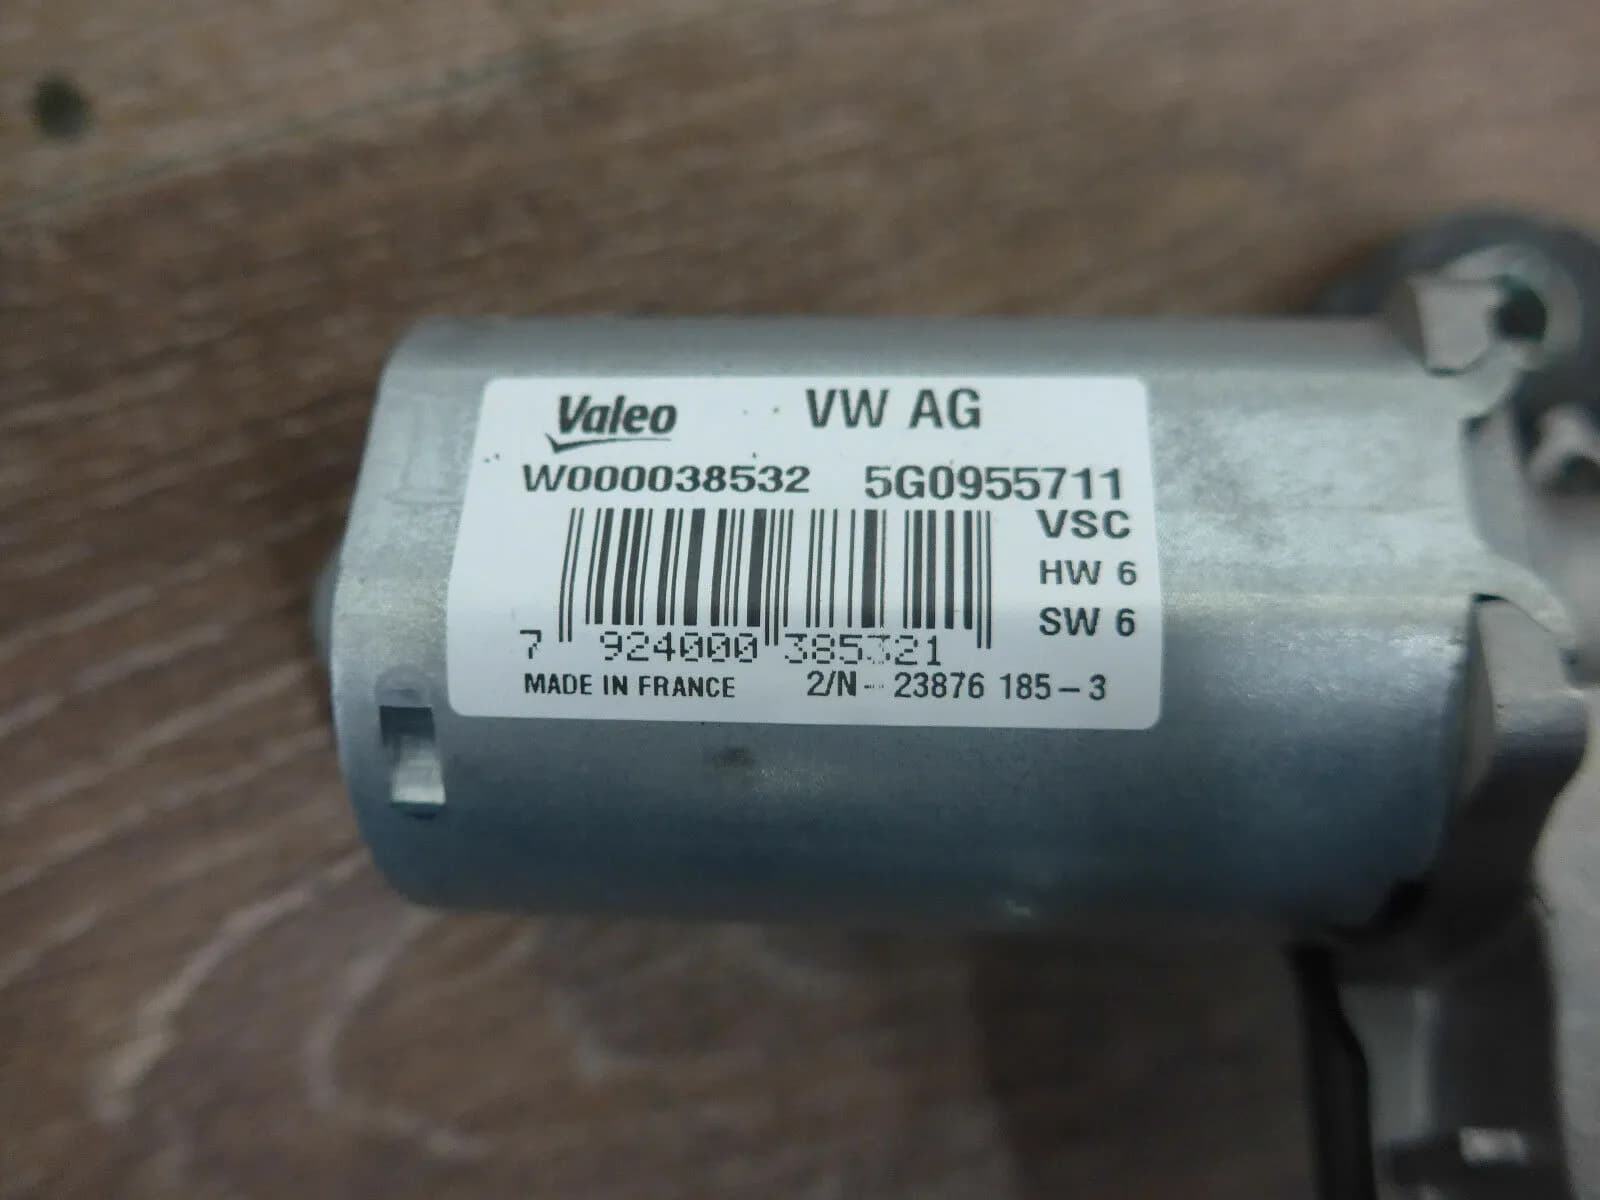 Valeo VW AG
W000038532 5G0955711
VSC
HW 6
SW 6
7 924000 385321
MADE IN FRANCE 2/N - 23876 185-3